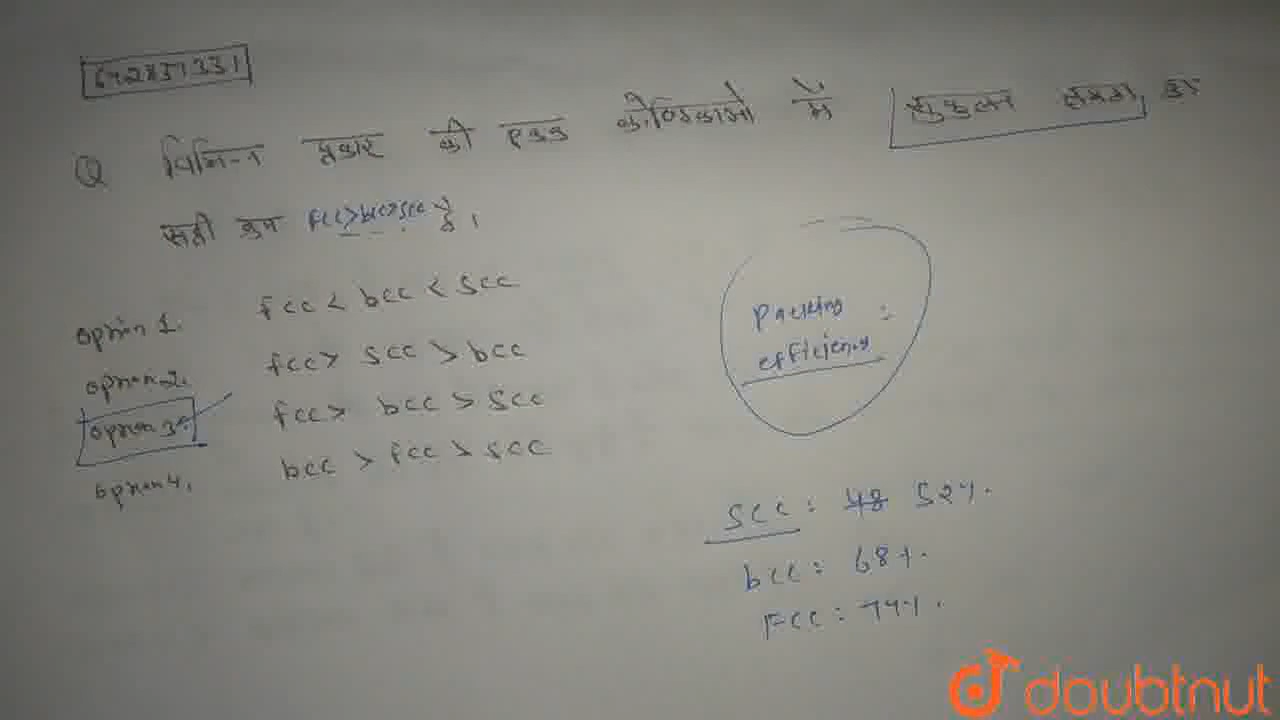 642831331
Q विभिन्न प्रकार की एकक कोष्ठिकाओ में संकुलन क्षमता, का
सही क्रम fcc>bcc>scc है।
option 1. fcc < bcc < scc
option 2. fcc > scc > bcc
option 3. fcc > bcc > scc
option 4. bcc > fcc > scc
Packing :
efficiency
scc : 48 52%.
bcc : 68%.
Fcc : 74%.
doubtnut